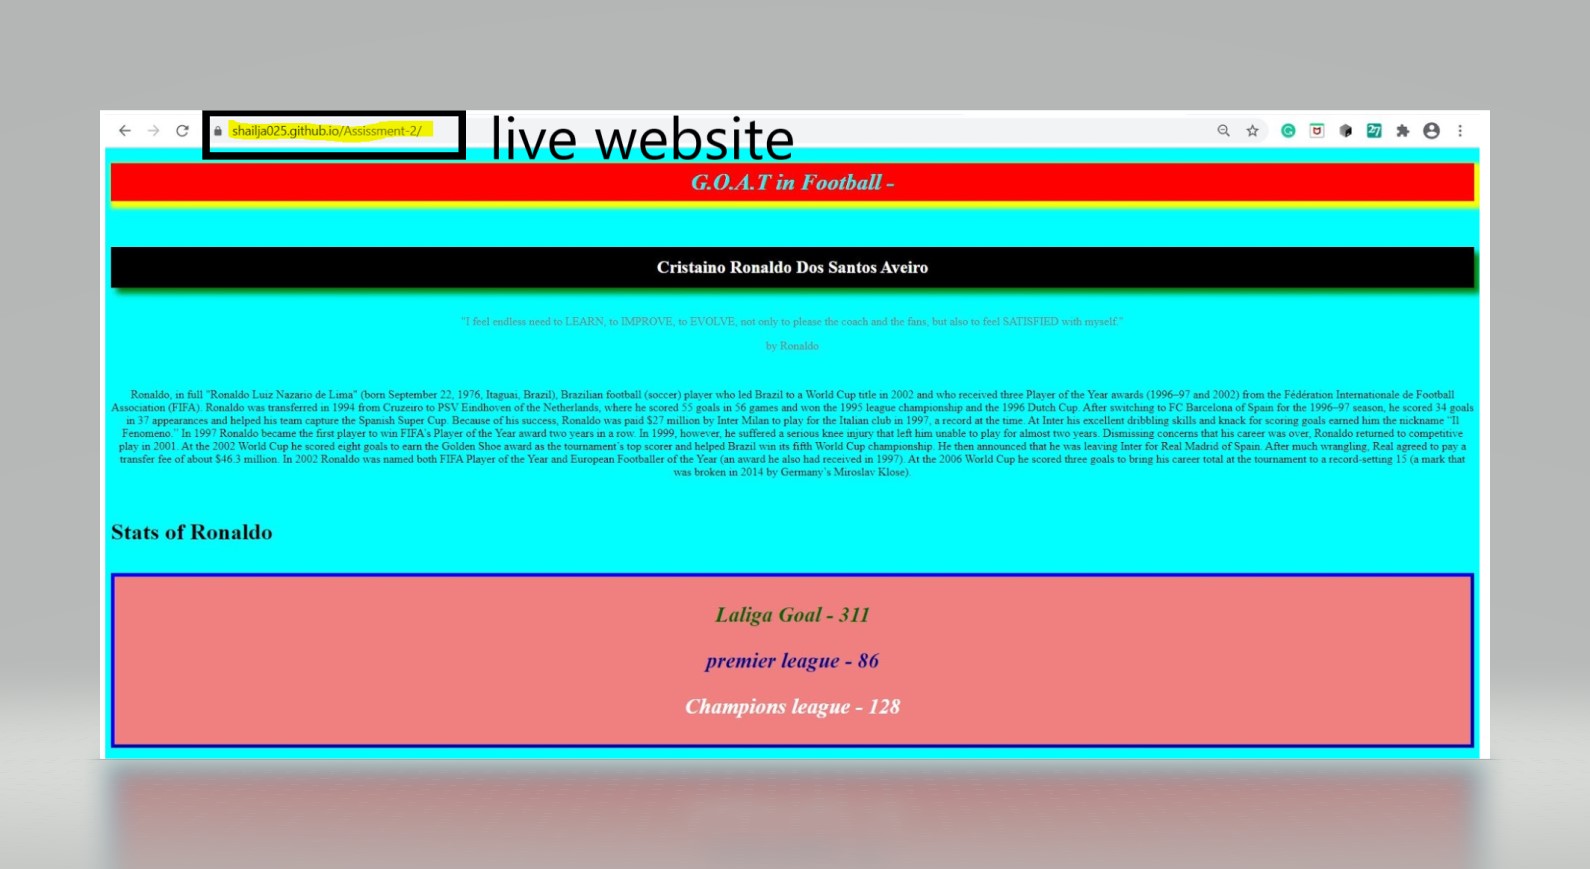 shailja025.github.io/Assissment-2/
live website
27
G.O.A.T in Football -
Cristaino Ronaldo Dos Santos Aveiro
"I feel endless need to LEARN, to IMPROVE, to EVOLVE, not only to please the coach and the fans, but also to feel SATISFIED with myself."
by Ronaldo
Ronaldo, in full "Ronaldo Luiz Nazario de Lima" (born September 22, 1976, Itaguai, Brazil), Brazilian football (soccer) player who led Brazil to a World Cup title in 2002 and who received three Player of the Year awards (1996–97 and 2002) from the Fédération Internationale de Football
Association (FIFA). Ronaldo was transferred in 1994 from Cruzeiro to PSV Eindhoven of the Netherlands, where he scored 55 goals in 56 games and won the 1995 league championship and the 1996 Dutch Cup. After switching to FC Barcelona of Spain for the 1996–97 season, he scored 34 goals
in 37 appearances and helped his team capture the Spanish Super Cup. Because of his success, Ronaldo was paid $27 million by Inter Milan to play for the Italian club in 1997, a record at the time. At Inter his excellent dribbling skills and knack for scoring goals earned him the nickname "Il
Fenomeno." In 1997 Ronaldo became the first player to win FIFA's Player of the Year award two years in a row. In 1999, however, he suffered a serious knee injury that left him unable to play for almost two years. Dismissing concerns that his career was over, Ronaldo returned to competitive
play in 2001. At the 2002 World Cup he scored eight goals to earn the Golden Shoe award as the tournament's top scorer and helped Brazil win its fifth World Cup championship. He then announced that he was leaving Inter for Real Madrid of Spain. After much wrangling, Real agreed to pay a
transfer fee of about $46.3 million. In 2002 Ronaldo was named both FIFA Player of the Year and European Footballer of the Year (an award he also had received in 1997). At the 2006 World Cup he scored three goals to bring his career total at the tournament to a record-setting 15 (a mark that
was broken in 2014 by Germany's Miroslav Klose).
Stats of Ronaldo
Laliga Goal - 311
premier league - 86
Champions league - 128